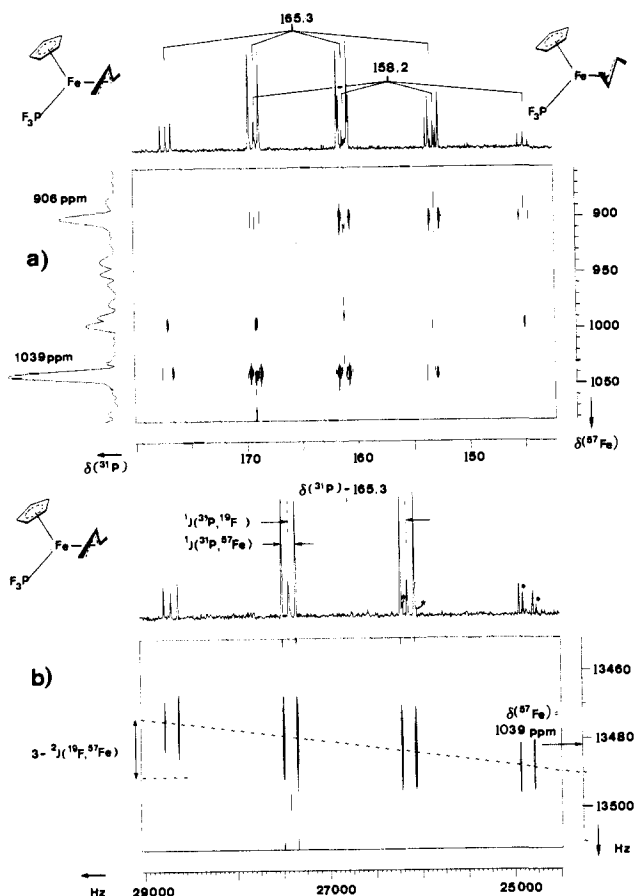 165.3
158.2
Fe
F₃P
Fe
F₃P
906 ppm
a)
1039 ppm
900
950
1000
1050
δ(⁵⁷Fe)
δ(³¹P)
170
160
150
δ(³¹P)-165.3
¹J(³¹P,¹⁹F)
¹J(³¹P,⁵⁷Fe)
Fe
F₃P
b)
3·²J(¹⁹F,⁵⁷Fe)
δ(⁵⁷Fe)
1039 ppm
13460
13480
13500
Hz
Hz
29000
27000
25000